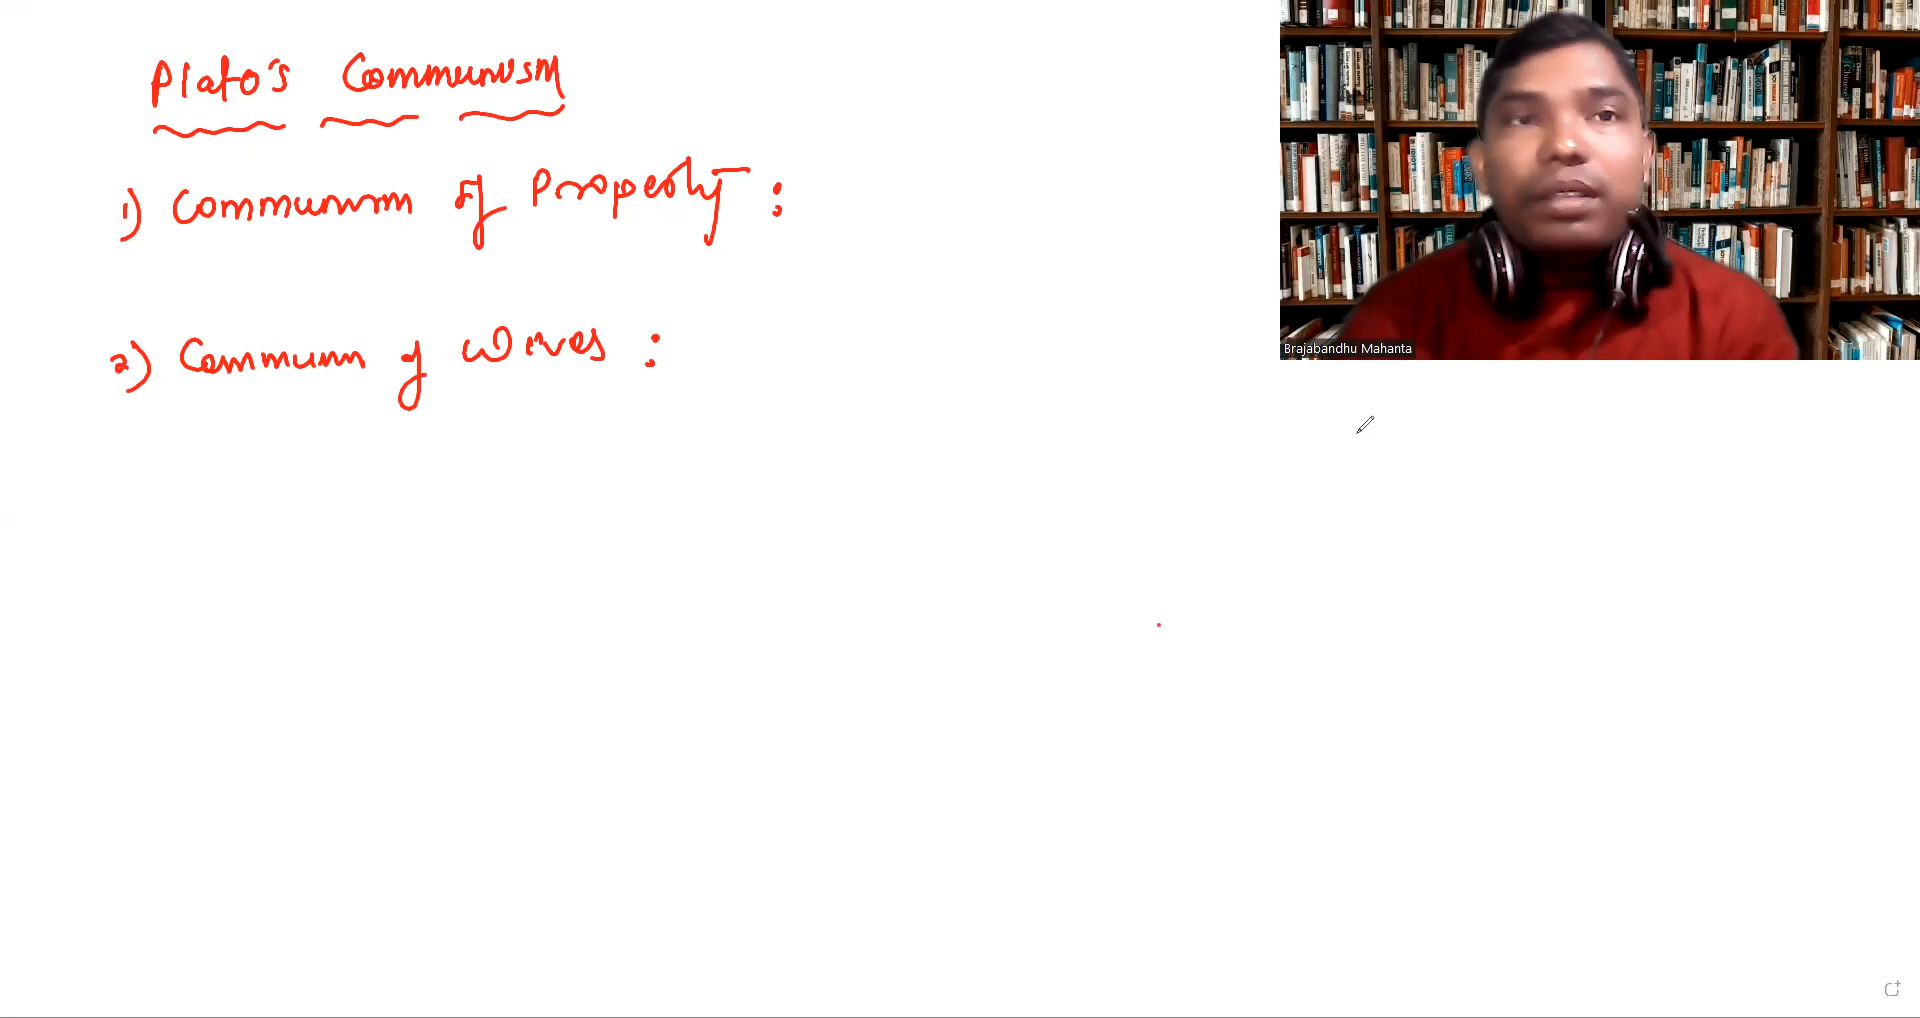 Plato's Communism
1) Communism of Property :
2) Communism of Wives :
Brajabandhu Mahanta